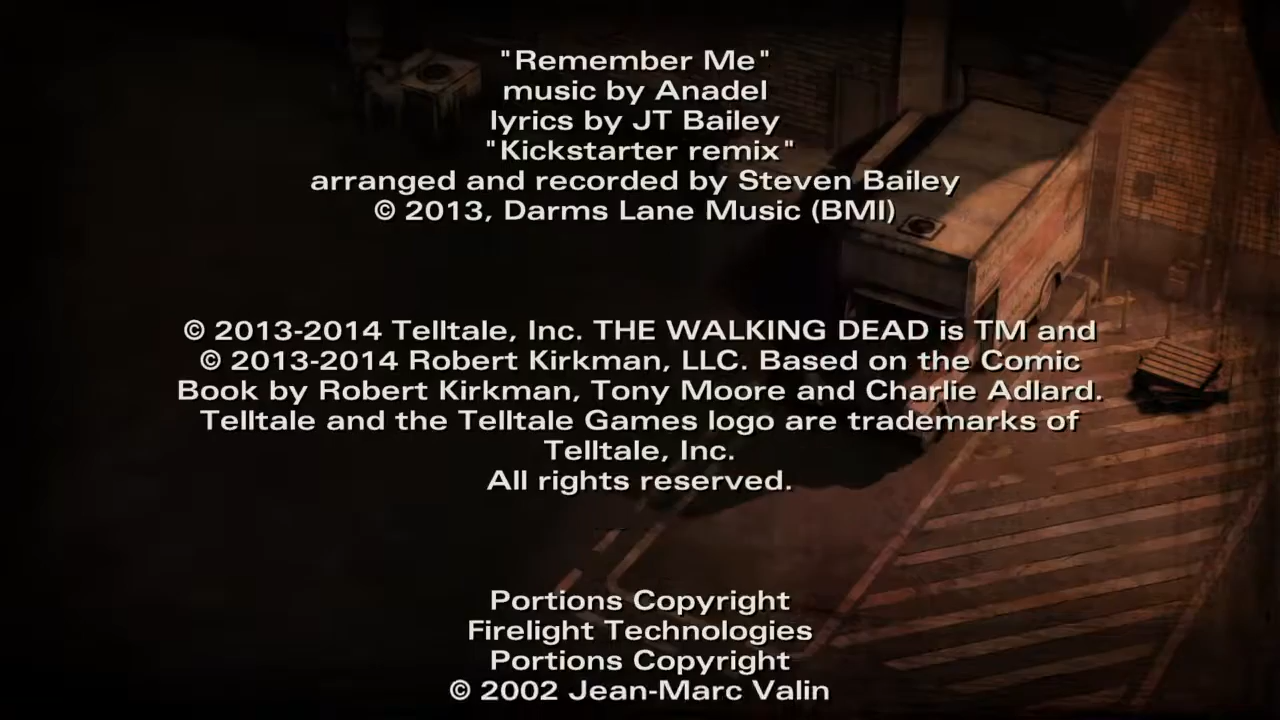 "Remember Me"
music by Anadel
lyrics by JT Bailey
"Kickstarter remix"
arranged and recorded by Steven Bailey
© 2013, Darms Lane Music (BMI)
© 2013-2014 Telltale, Inc. THE WALKING DEAD is TM and
© 2013-2014 Robert Kirkman, LLC. Based on the Comic
Book by Robert Kirkman, Tony Moore and Charlie Adlard.
Telltale and the Telltale Games logo are trademarks of
Telltale, Inc.
All rights reserved.
Portions Copyright
Firelight Technologies
Portions Copyright
© 2002 Jean-Marc Valin